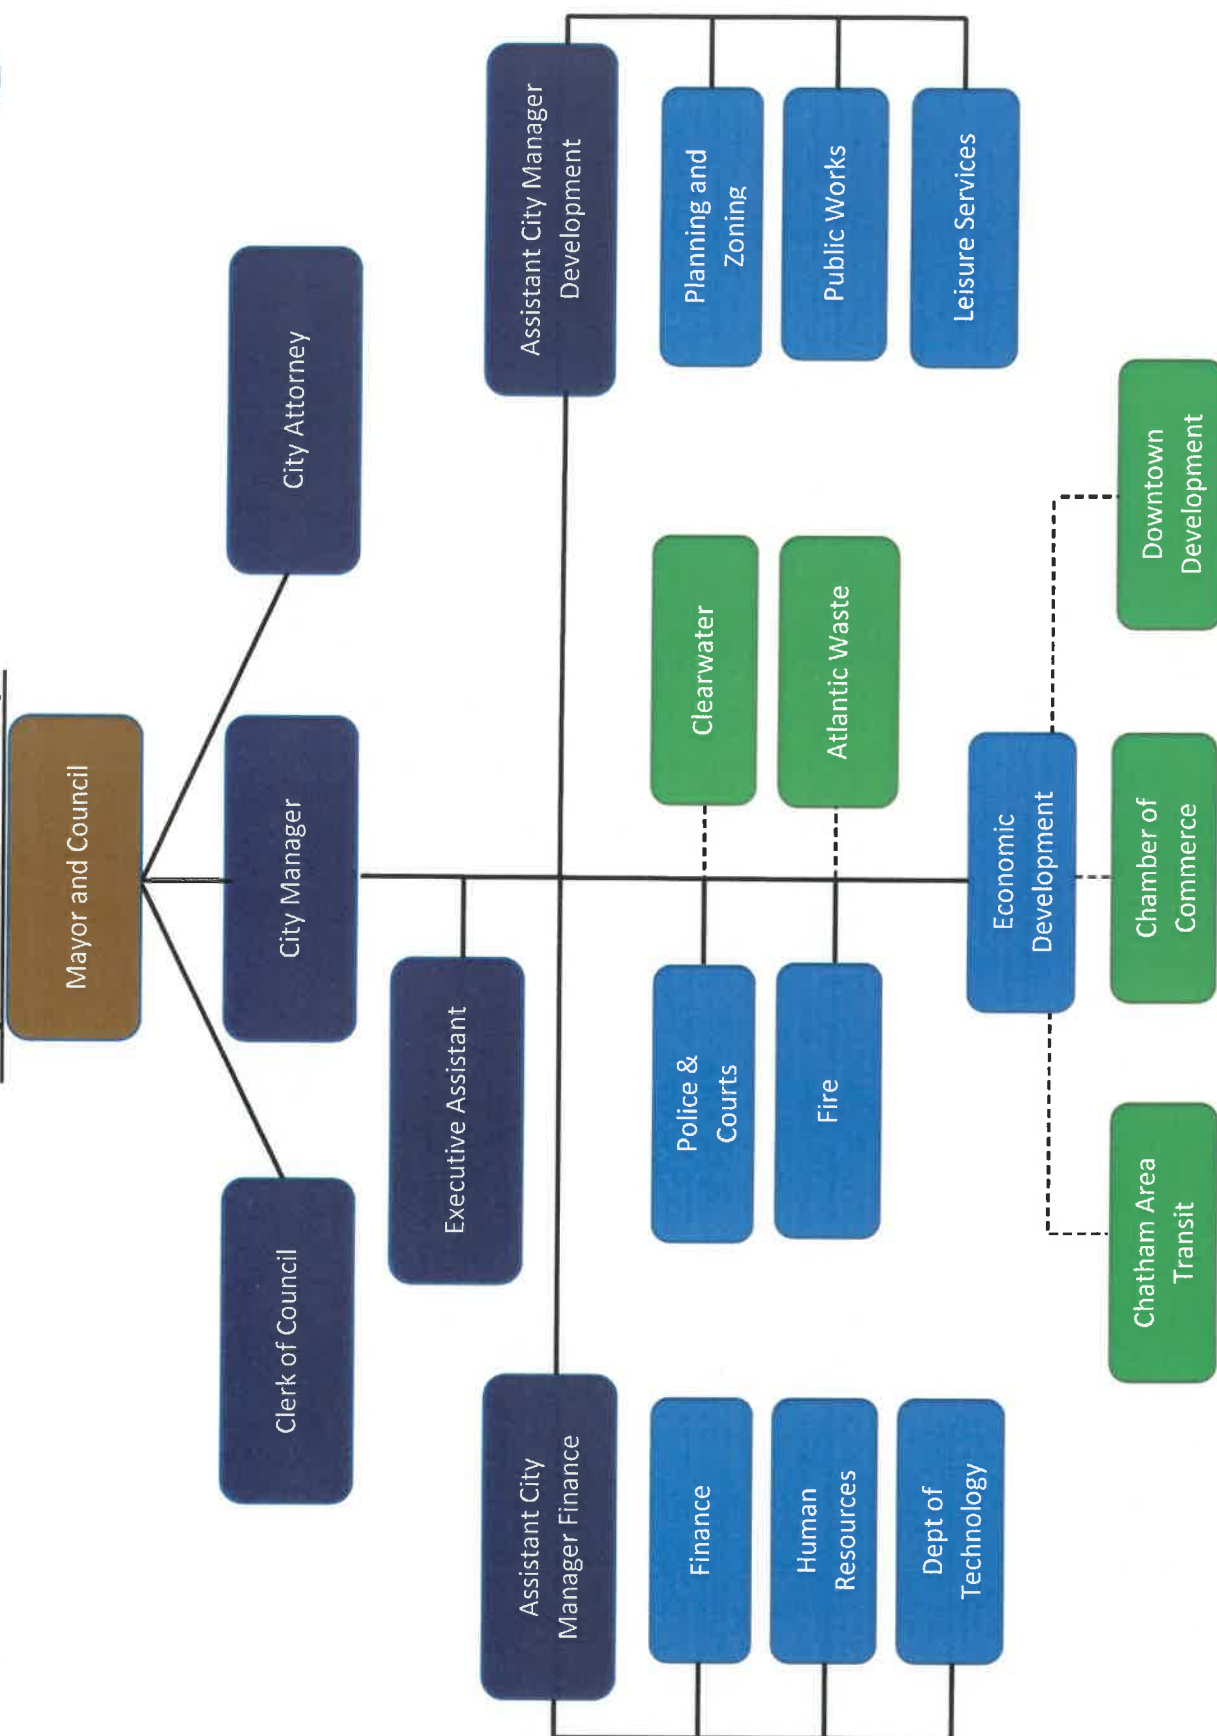 Mayor and Council
Clerk of Council
City Manager
City Attorney
Executive Assistant
Assistant City
Manager Finance
Assistant City Manager
Development
Finance
Human
Resources
Dept of
Technology
Police &
Courts
Fire
Clearwater
Atlantic Waste
Planning and
Zoning
Public Works
Leisure Services
Economic
Development
Chatham Area
Transit
Chamber of
Commerce
Downtown
Development